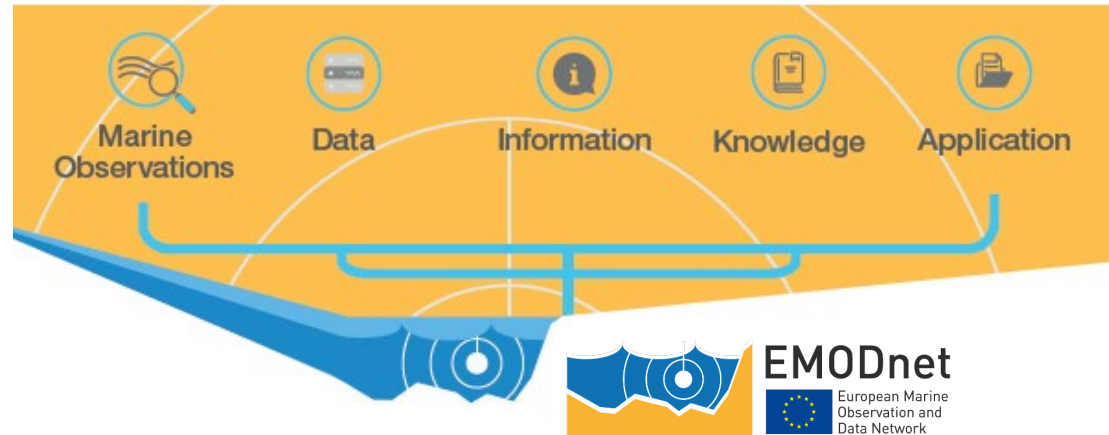 Marine
Observations
Data
Information
Knowledge
Application
EMODnet
European Marine
Observation and
Data Network